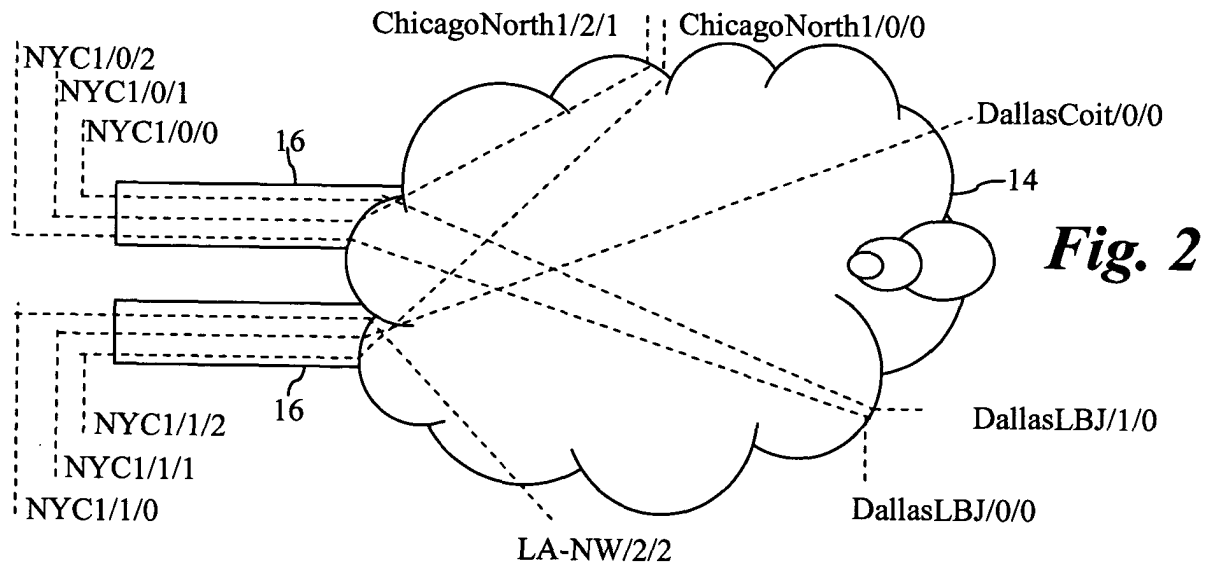 ChicagoNorth1/2/1
ChicagoNorth1/0/0
NYC1/0/2
NYC1/0/1
NYC1/0/0
16
DallasCoit/0/0
14
Fig. 2
16
NYC1/1/2
NYC1/1/1
NYC1/1/0
DallasLBJ/1/0
DallasLBJ/0/0
LA-NW/2/2